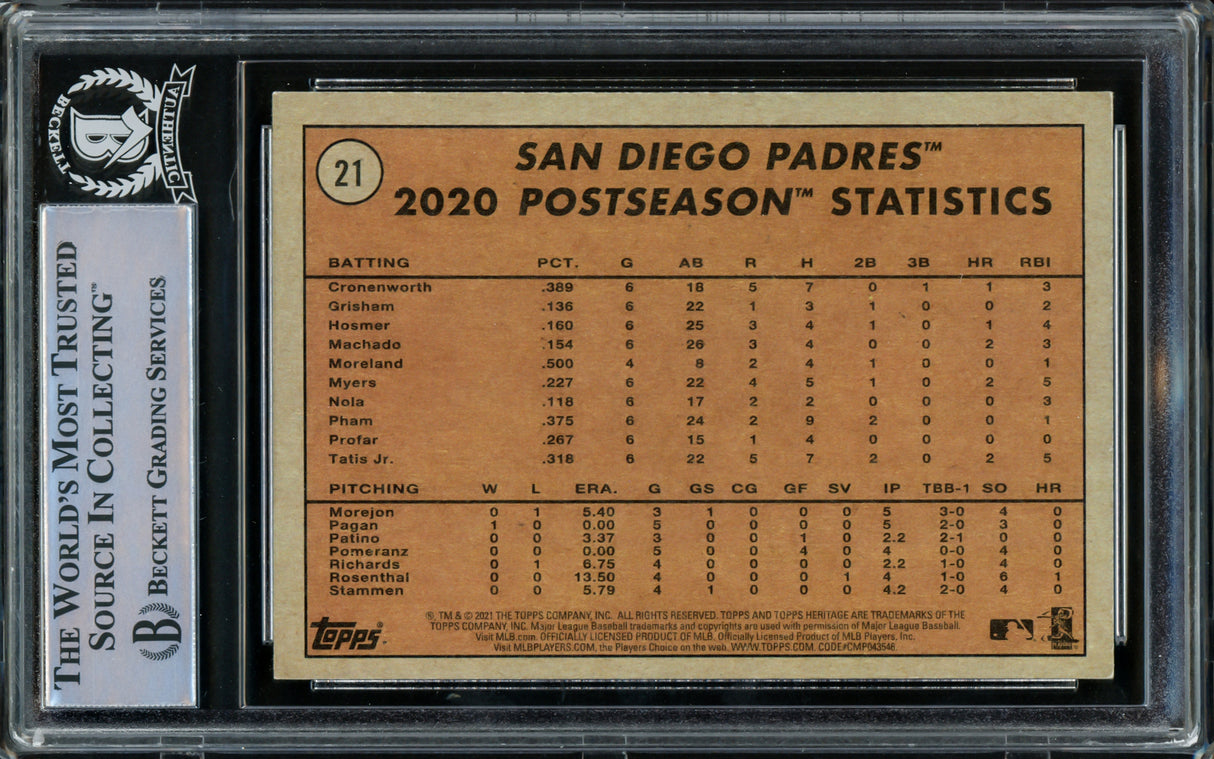 BECKETT AUTHENTIC
B
THE WORLD'S MOST TRUSTED
SOURCE IN COLLECTING™
B BECKETT GRADING SERVICES
21
SAN DIEGO PADRES™
2020 POSTSEASON™ STATISTICS
BATTING PCT. G AB R H 2B 3B HR RBI
Cronenworth .389 6 18 5 7 0 1 1 3
Grisham .136 6 22 1 3 1 0 0 2
Hosmer .160 6 25 3 4 1 0 1 4
Machado .154 6 26 3 4 0 0 2 3
Moreland .500 4 8 2 4 1 0 0 1
Myers .227 6 22 4 5 1 0 2 5
Nola .118 6 17 2 2 0 0 0 3
Pham .375 6 24 2 9 2 0 0 1
Profar .267 6 15 1 4 0 0 0 0
Tatis Jr. .318 6 22 5 7 2 0 2 5
PITCHING W L ERA. G GS CG GF SV IP TBB-1 SO HR
Morejon 0 1 5.40 3 1 0 0 0 5 3-0 4 0
Pagan 1 0 0.00 5 0 0 0 0 5 2-0 3 0
Patino 0 0 3.37 3 0 0 1 0 2.2 2-1 0 0
Pomeranz 0 0 0.00 5 0 0 4 0 4 0-0 4 0
Richards 0 1 6.75 4 0 0 0 0 2.2 1-0 4 0
Rosenthal 0 0 13.50 4 0 0 0 1 4 1-0 6 1
Stammen 0 0 5.79 4 1 0 0 0 4.2 2-0 4 0
®, TM & © 2021 THE TOPPS COMPANY, INC. ALL RIGHTS RESERVED. TOPPS AND TOPPS HERITAGE ARE TRADEMARKS OF THE
TOPPS COMPANY, INC. Major League Baseball trademarks and copyrights are used with permission of Major League Baseball.
Visit MLB.com. OFFICIALLY LICENSED PRODUCT OF MLB. Officially Licensed Product of MLB Players, Inc.
Visit MLBPLAYERS.COM, the Players Choice on the web. WWW.TOPPS.COM. CODE#CMP043546
TOPPS®